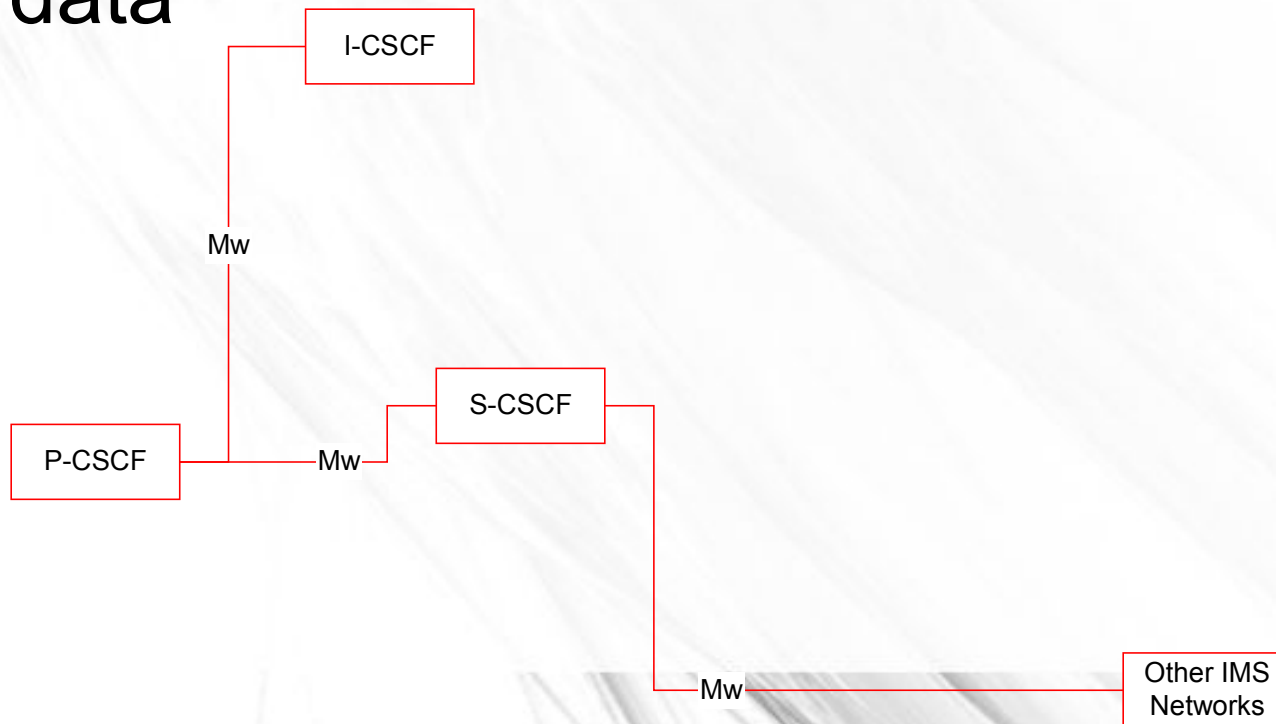 data
I-CSCF
Mw
S-CSCF
P-CSCF
Mw
Other IMS
Networks
Mw